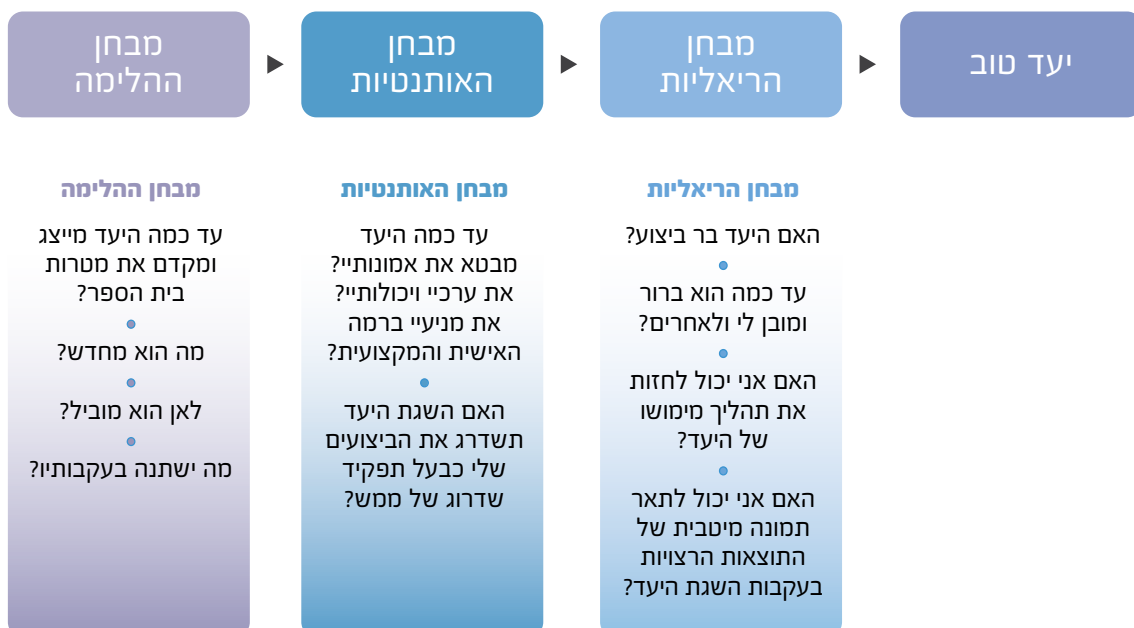 מבחן
ההלימה
מבחן
האותנטיות
מבחן
הריאליות
יעד טוב
מבחן ההלימה
עד כמה היעד מייצג
ומקדם את מטרות
בית הספר?
מה הוא מחדש?
לאן הוא מוביל?
מה ישתנה בעקבותיו?
מבחן האותנטיות
עד כמה היעד
מבטא את אמונותיי?
את ערכיי ויכולותיי?
את מניעיי ברמה
האישית והמקצועית?
האם השגת היעד
תשדרג את הביצועים
שלי כבעל תפקיד
שדרוג של ממש?
מבחן הריאליות
האם היעד בר ביצוע?
עד כמה הוא ברור
ומובן לי ולאחרים?
האם אני יכול לחזות
את תהליך מימושו
של היעד?
האם אני יכול לתאר
תמונה מיטבית של
התוצאות הרצויות
בעקבות השגת היעד?